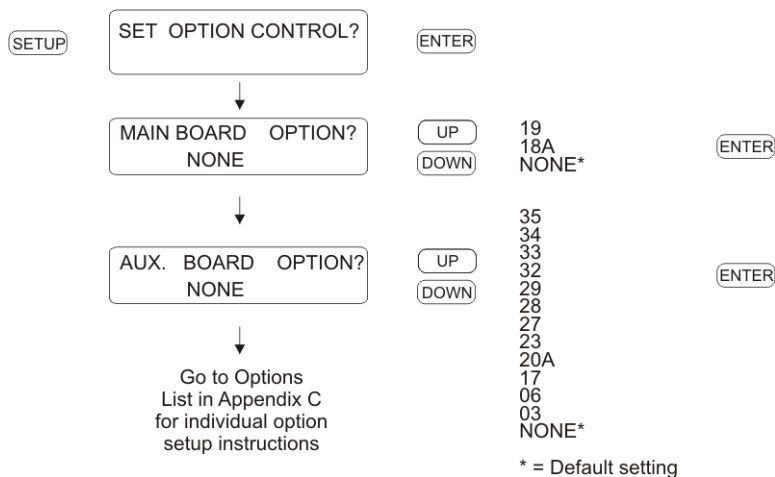 SETUP
SET OPTION CONTROL?
ENTER
MAIN BOARD OPTION?
NONE
UP
DOWN
19
18A
NONE*
ENTER
AUX. BOARD OPTION?
NONE
UP
DOWN
35
34
33
32
29
28
27
23
20A
17
06
03
NONE*
ENTER
Go to Options
List in Appendix C
for individual option
setup instructions
* = Default setting